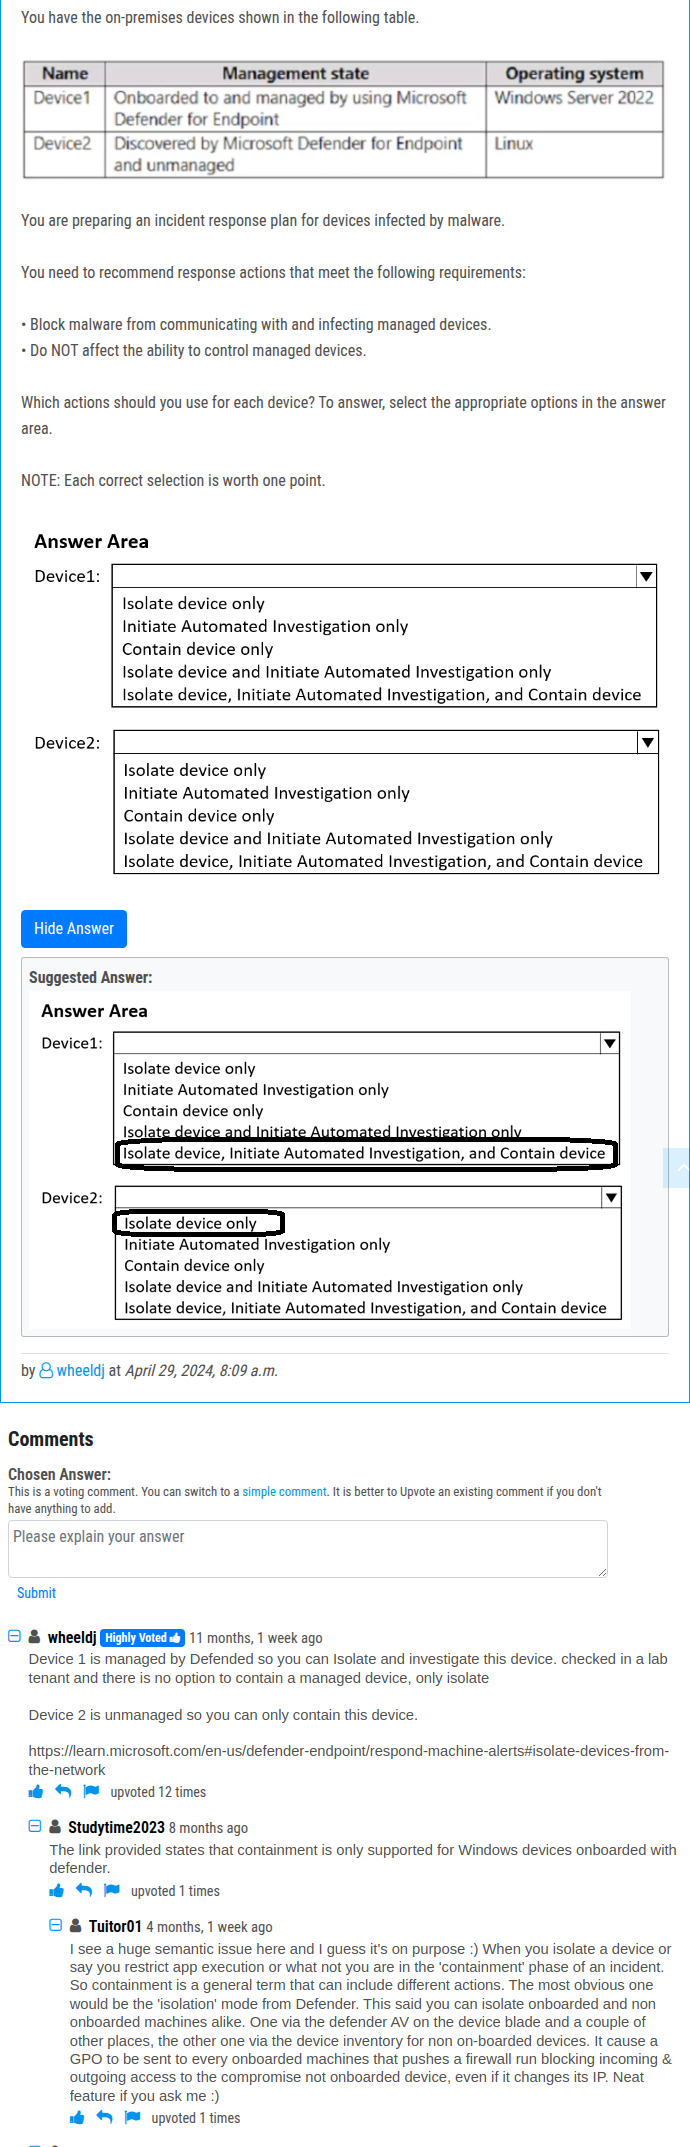 You have the on-premises devices shown in the following table.
Name Management state Operating system
Device1 Onboarded to and managed by using Microsoft Defender for Endpoint Windows Server 2022
Device2 Discovered by Microsoft Defender for Endpoint and unmanaged Linux
You are preparing an incident response plan for devices infected by malware.
You need to recommend response actions that meet the following requirements:
• Block malware from communicating with and infecting managed devices.
• Do NOT affect the ability to control managed devices.
Which actions should you use for each device? To answer, select the appropriate options in the answer
area.
NOTE: Each correct selection is worth one point.
Answer Area
Device1:
Isolate device only
Initiate Automated Investigation only
Contain device only
Isolate device and Initiate Automated Investigation only
Isolate device, Initiate Automated Investigation, and Contain device
Device2:
Isolate device only
Initiate Automated Investigation only
Contain device only
Isolate device and Initiate Automated Investigation only
Isolate device, Initiate Automated Investigation, and Contain device
Hide Answer
Suggested Answer:
Answer Area
Device1:
Isolate device only
Initiate Automated Investigation only
Contain device only
Isolate device and Initiate Automated Investigation only
Isolate device, Initiate Automated Investigation, and Contain device
Device2:
Isolate device only
Initiate Automated Investigation only
Contain device only
Isolate device and Initiate Automated Investigation only
Isolate device, Initiate Automated Investigation, and Contain device
by wheeldj at April 29, 2024, 8:09 a.m.
Comments
Chosen Answer:
This is a voting comment. You can switch to a simple comment. It is better to Upvote an existing comment if you don't
have anything to add.
Please explain your answer
Submit
wheeldj Highly Voted 11 months, 1 week ago
Device 1 is managed by Defended so you can Isolate and investigate this device. checked in a lab
tenant and there is no option to contain a managed device, only isolate
Device 2 is unmanaged so you can only contain this device.
https://learn.microsoft.com/en-us/defender-endpoint/respond-machine-alerts#isolate-devices-from-
the-network
upvoted 12 times
Studytime2023 8 months ago
The link provided states that containment is only supported for Windows devices onboarded with
defender.
upvoted 1 times
Tuitor01 4 months, 1 week ago
I see a huge semantic issue here and I guess it's on purpose :) When you isolate a device or
say you restrict app execution or what not you are in the 'containment' phase of an incident.
So containment is a general term that can include different actions. The most obvious one
would be the 'isolation' mode from Defender. This said you can isolate onboarded and non
onboarded machines alike. One via the defender AV on the device blade and a couple of
other places, the other one via the device inventory for non on-boarded devices. It cause a
GPO to be sent to every onboarded machines that pushes a firewall run blocking incoming &
outgoing access to the compromise not onboarded device, even if it changes its IP. Neat
feature if you ask me :)
upvoted 1 times